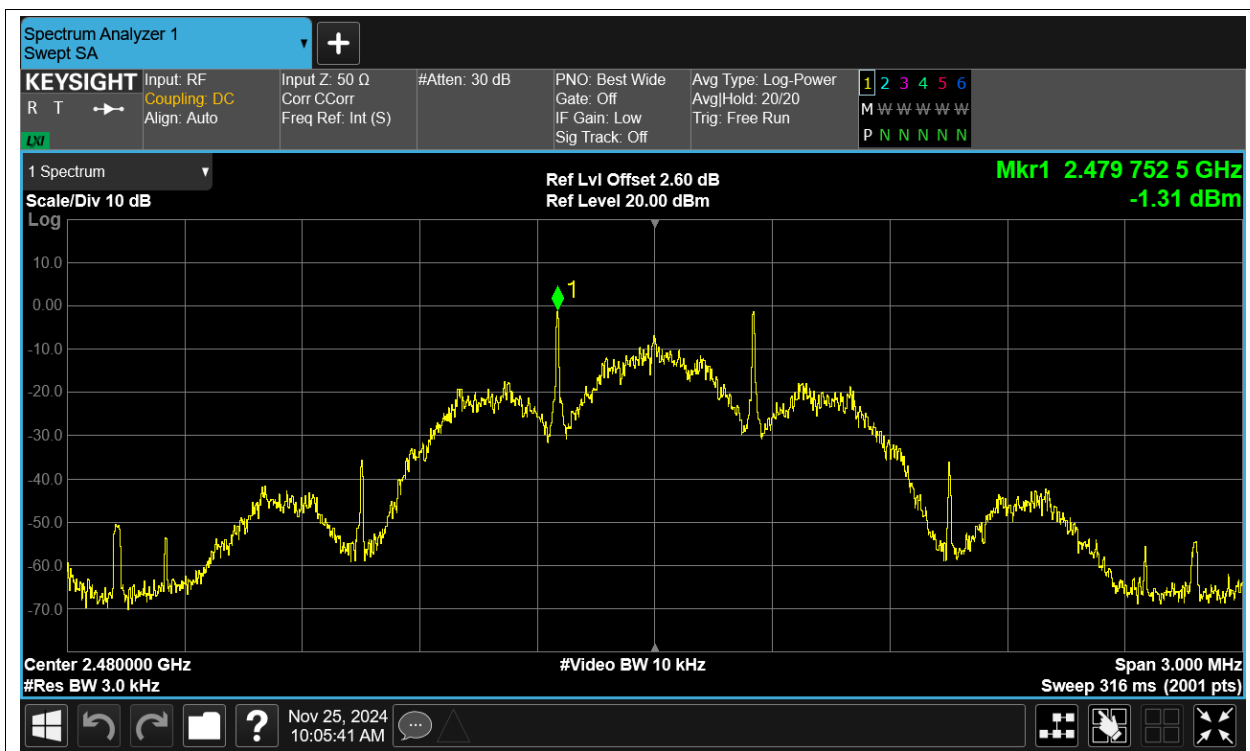 Spectrum Analyzer 1
Swept SA
KEYSIGHT
R T
LXI
Input: RF
Coupling: DC
Align: Auto
Input Z: 50 Ω
Corr CCorr
Freq Ref: Int (S)
#Atten: 30 dB
PNO: Best Wide
Gate: Off
IF Gain: Low
Sig Track: Off
Avg Type: Log-Power
Avg|Hold: 20/20
Trig: Free Run
1 2 3 4 5 6
M W W W W W
P N N N N N
1 Spectrum
Scale/Div 10 dB
Log
Ref Lvl Offset 2.60 dB
Ref Level 20.00 dBm
Mkr1 2.479 752 5 GHz
-1.31 dBm
10.0
0.00
-10.0
-20.0
-30.0
-40.0
-50.0
-60.0
-70.0
1
Center 2.480000 GHz
#Res BW 3.0 kHz
#Video BW 10 kHz
Span 3.000 MHz
Sweep 316 ms (2001 pts)
?
Nov 25, 2024
10:05:41 AM